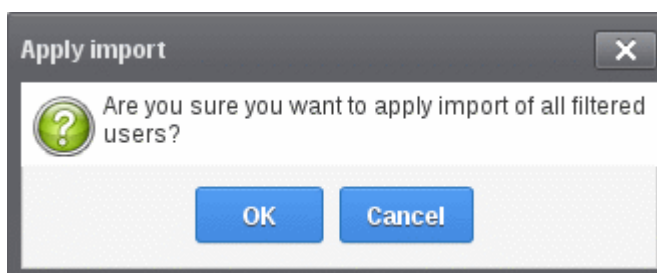 Apply import
Are you sure you want to apply import of all filtered
users?
OK
Cancel